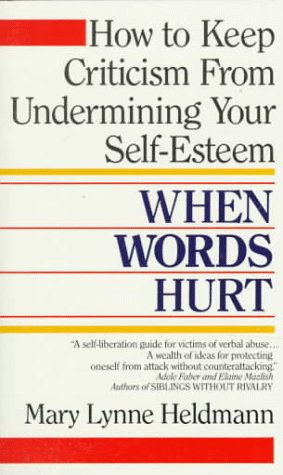 How to Keep
Criticism From
Undermining Your
Self-Esteem
WHEN
WORDS
HURT
"A self-liberation guide for victims of verbal abuse...
A wealth of ideas for protecting
oneself from attack without counterattacking."
Adele Faber and Elaine Mazlish
Authors of SIBLINGS WITHOUT RIVALRY
Mary Lynne Heldmann